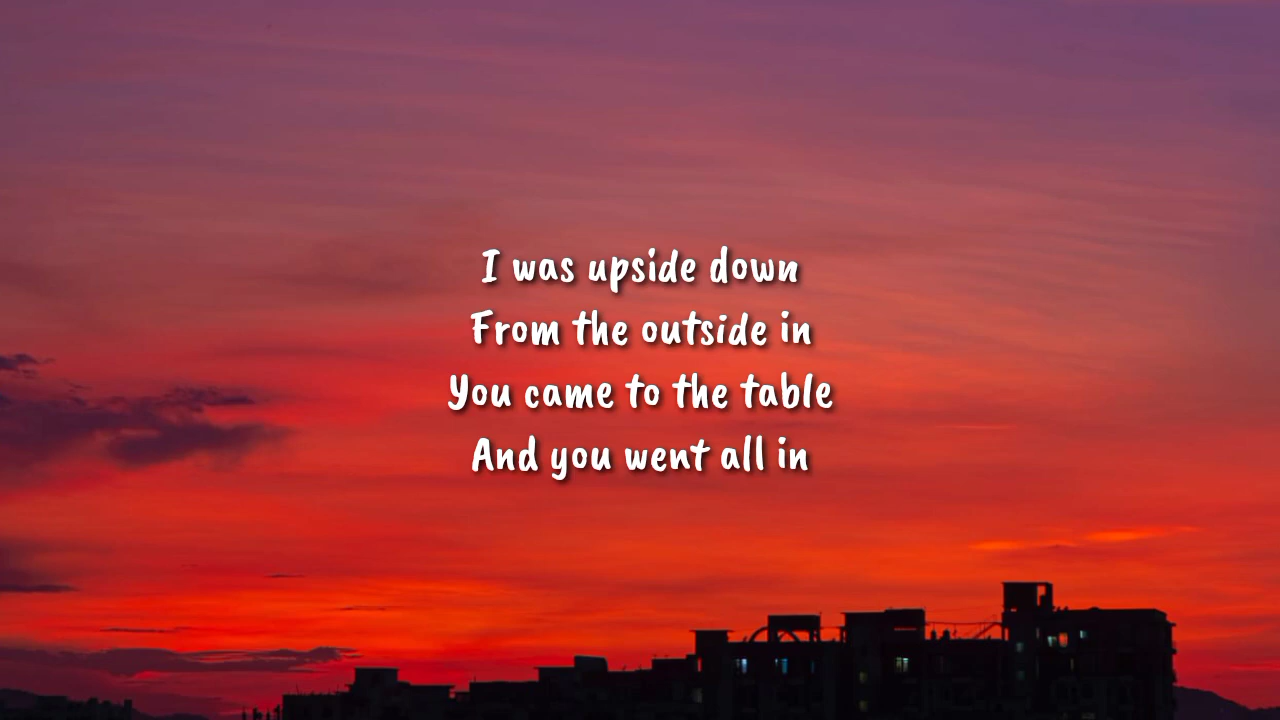 I was upside down
From the outside in
You came to the table
And you went all in